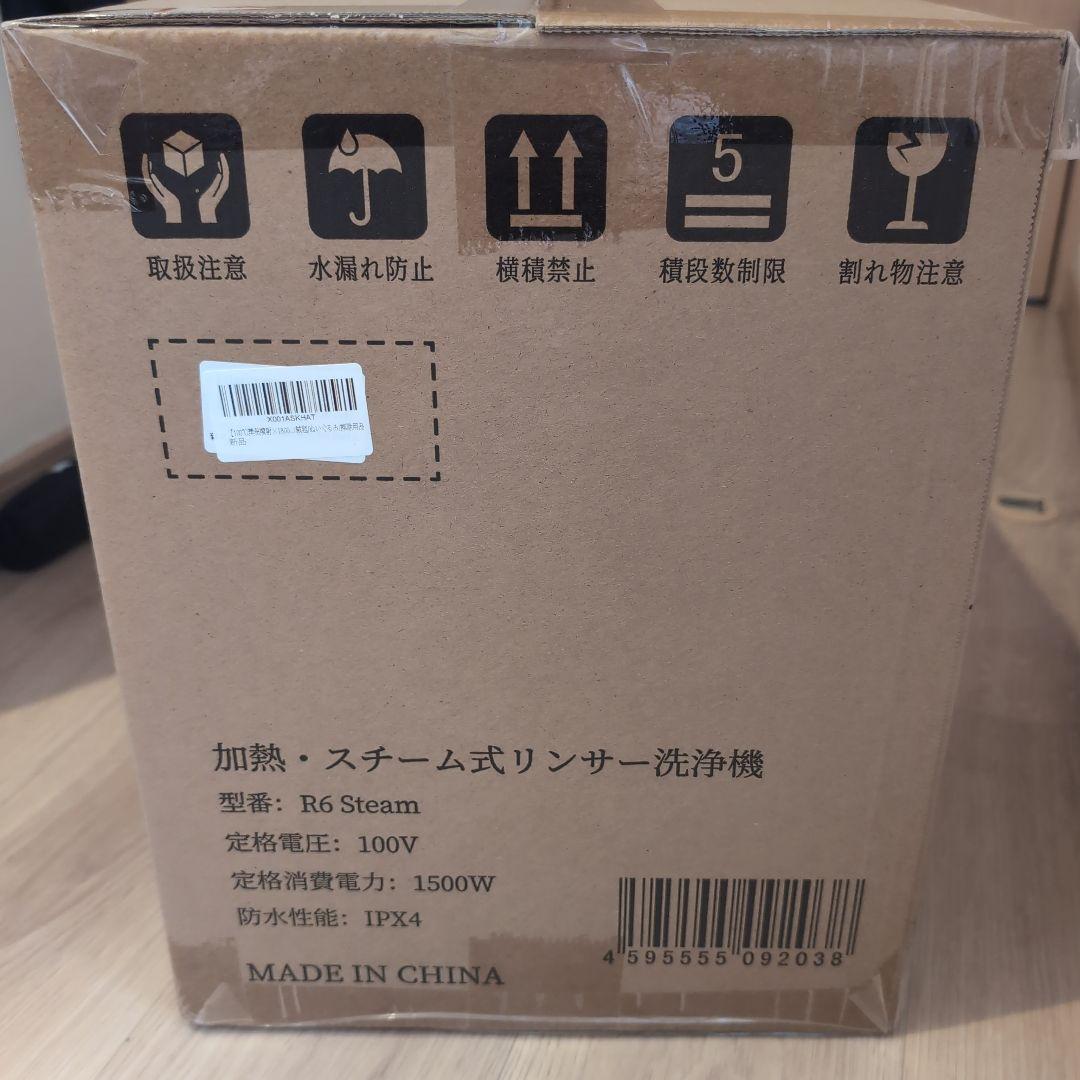 5
取扱注意
水漏れ防止
横積禁止
積段数制限
割れ物注意
X001ASKHAT
新品
加熱・スチーム式リンサー洗浄機
型番: R6 Steam
定格電圧: 100V
定格消費電力: 1500W
防水性能: IPX4
4 595555 092038
MADE IN CHINA